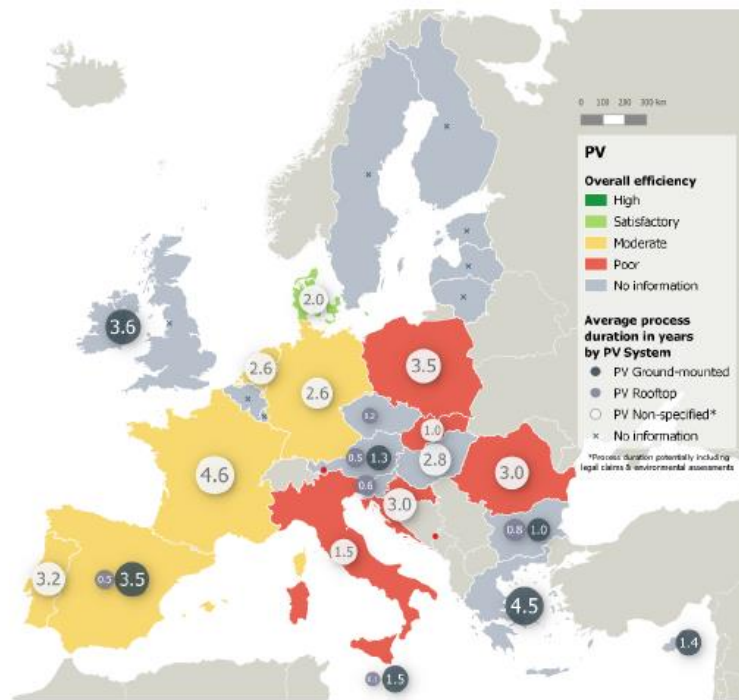 0 100 200 300 km
PV
Overall efficiency
High
Satisfactory
Moderate
Poor
No information
Average process
duration in years
by PV System
PV Ground-mounted
PV Rooftop
PV Non-specified*
× No information
*Process duration potentially including
legal claims & environmental assessments
2.0
3.6
2.6
2.6
3.5
0.2
1.0
0.5 1.3
2.8
4.6
0.6
3.0
3.0
0.8 1.0
1.5
3.2
0.5 3.5
4.5
1.4
1.5